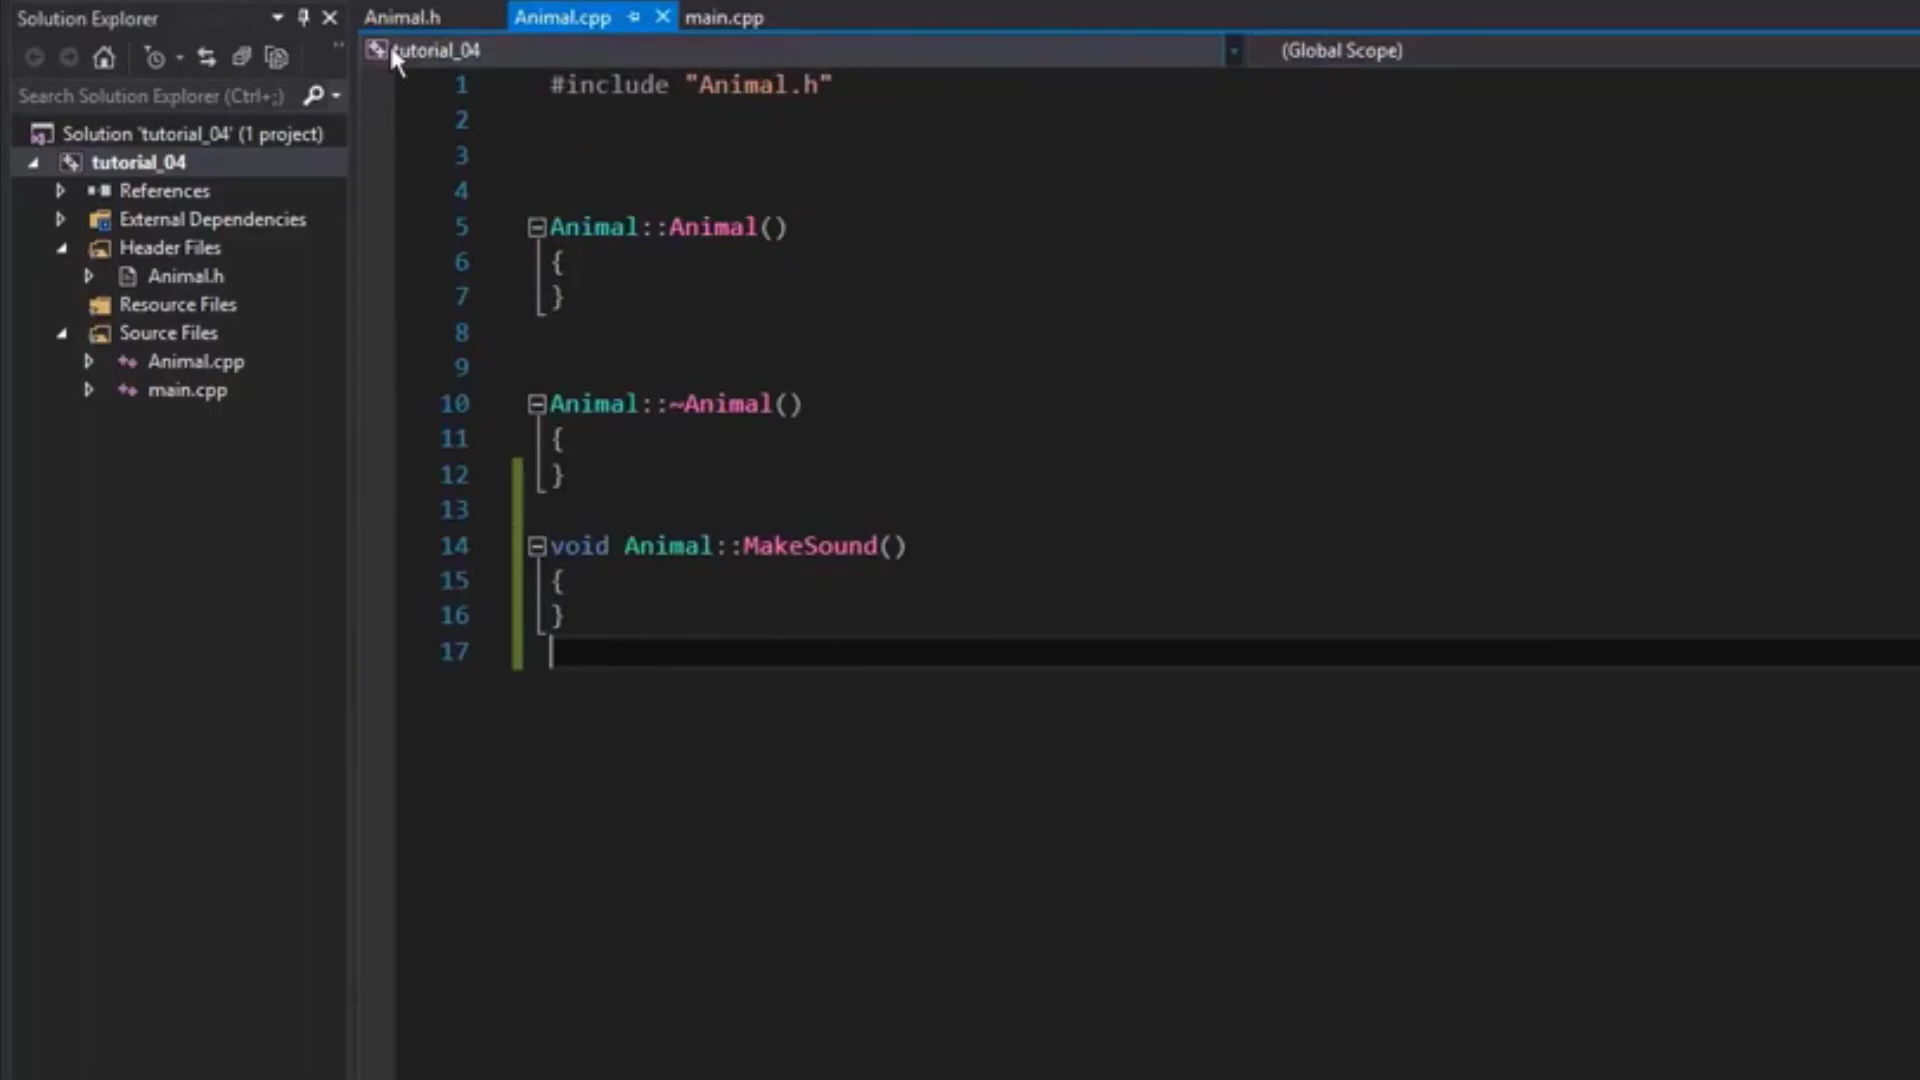 Solution Explorer
Search Solution Explorer (Ctrl+;)
Solution 'tutorial_04' (1 project)
tutorial_04
References
External Dependencies
Header Files
Animal.h
Resource Files
Source Files
Animal.cpp
main.cpp
Animal.h Animal.cpp main.cpp
tutorial_04 (Global Scope)
1 #include "Animal.h"
2
3
4
5 Animal::Animal()
6 {
7 }
8
9
10 Animal::~Animal()
11 {
12 }
13
14 void Animal::MakeSound()
15 {
16 }
17